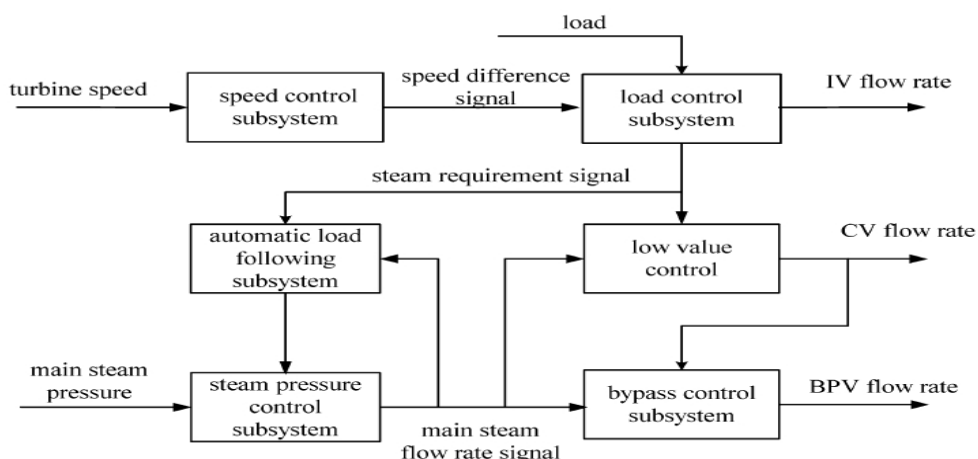 load
turbine speed
speed control
subsystem
speed difference
signal
load control
subsystem
IV flow rate
steam requirement signal
automatic load
following
subsystem
low value
control
CV flow rate
main steam
pressure
steam pressure
control
subsystem
main steam
flow rate signal
bypass control
subsystem
BPV flow rate